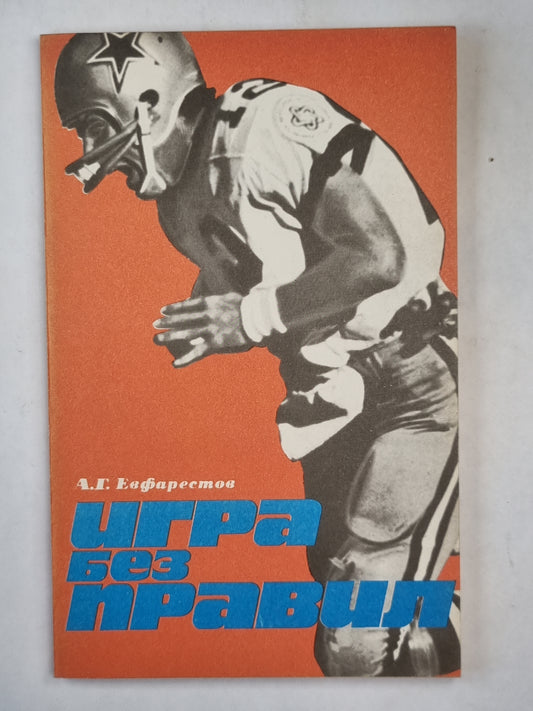 А.Г. Евфарестов
игра
без
правил